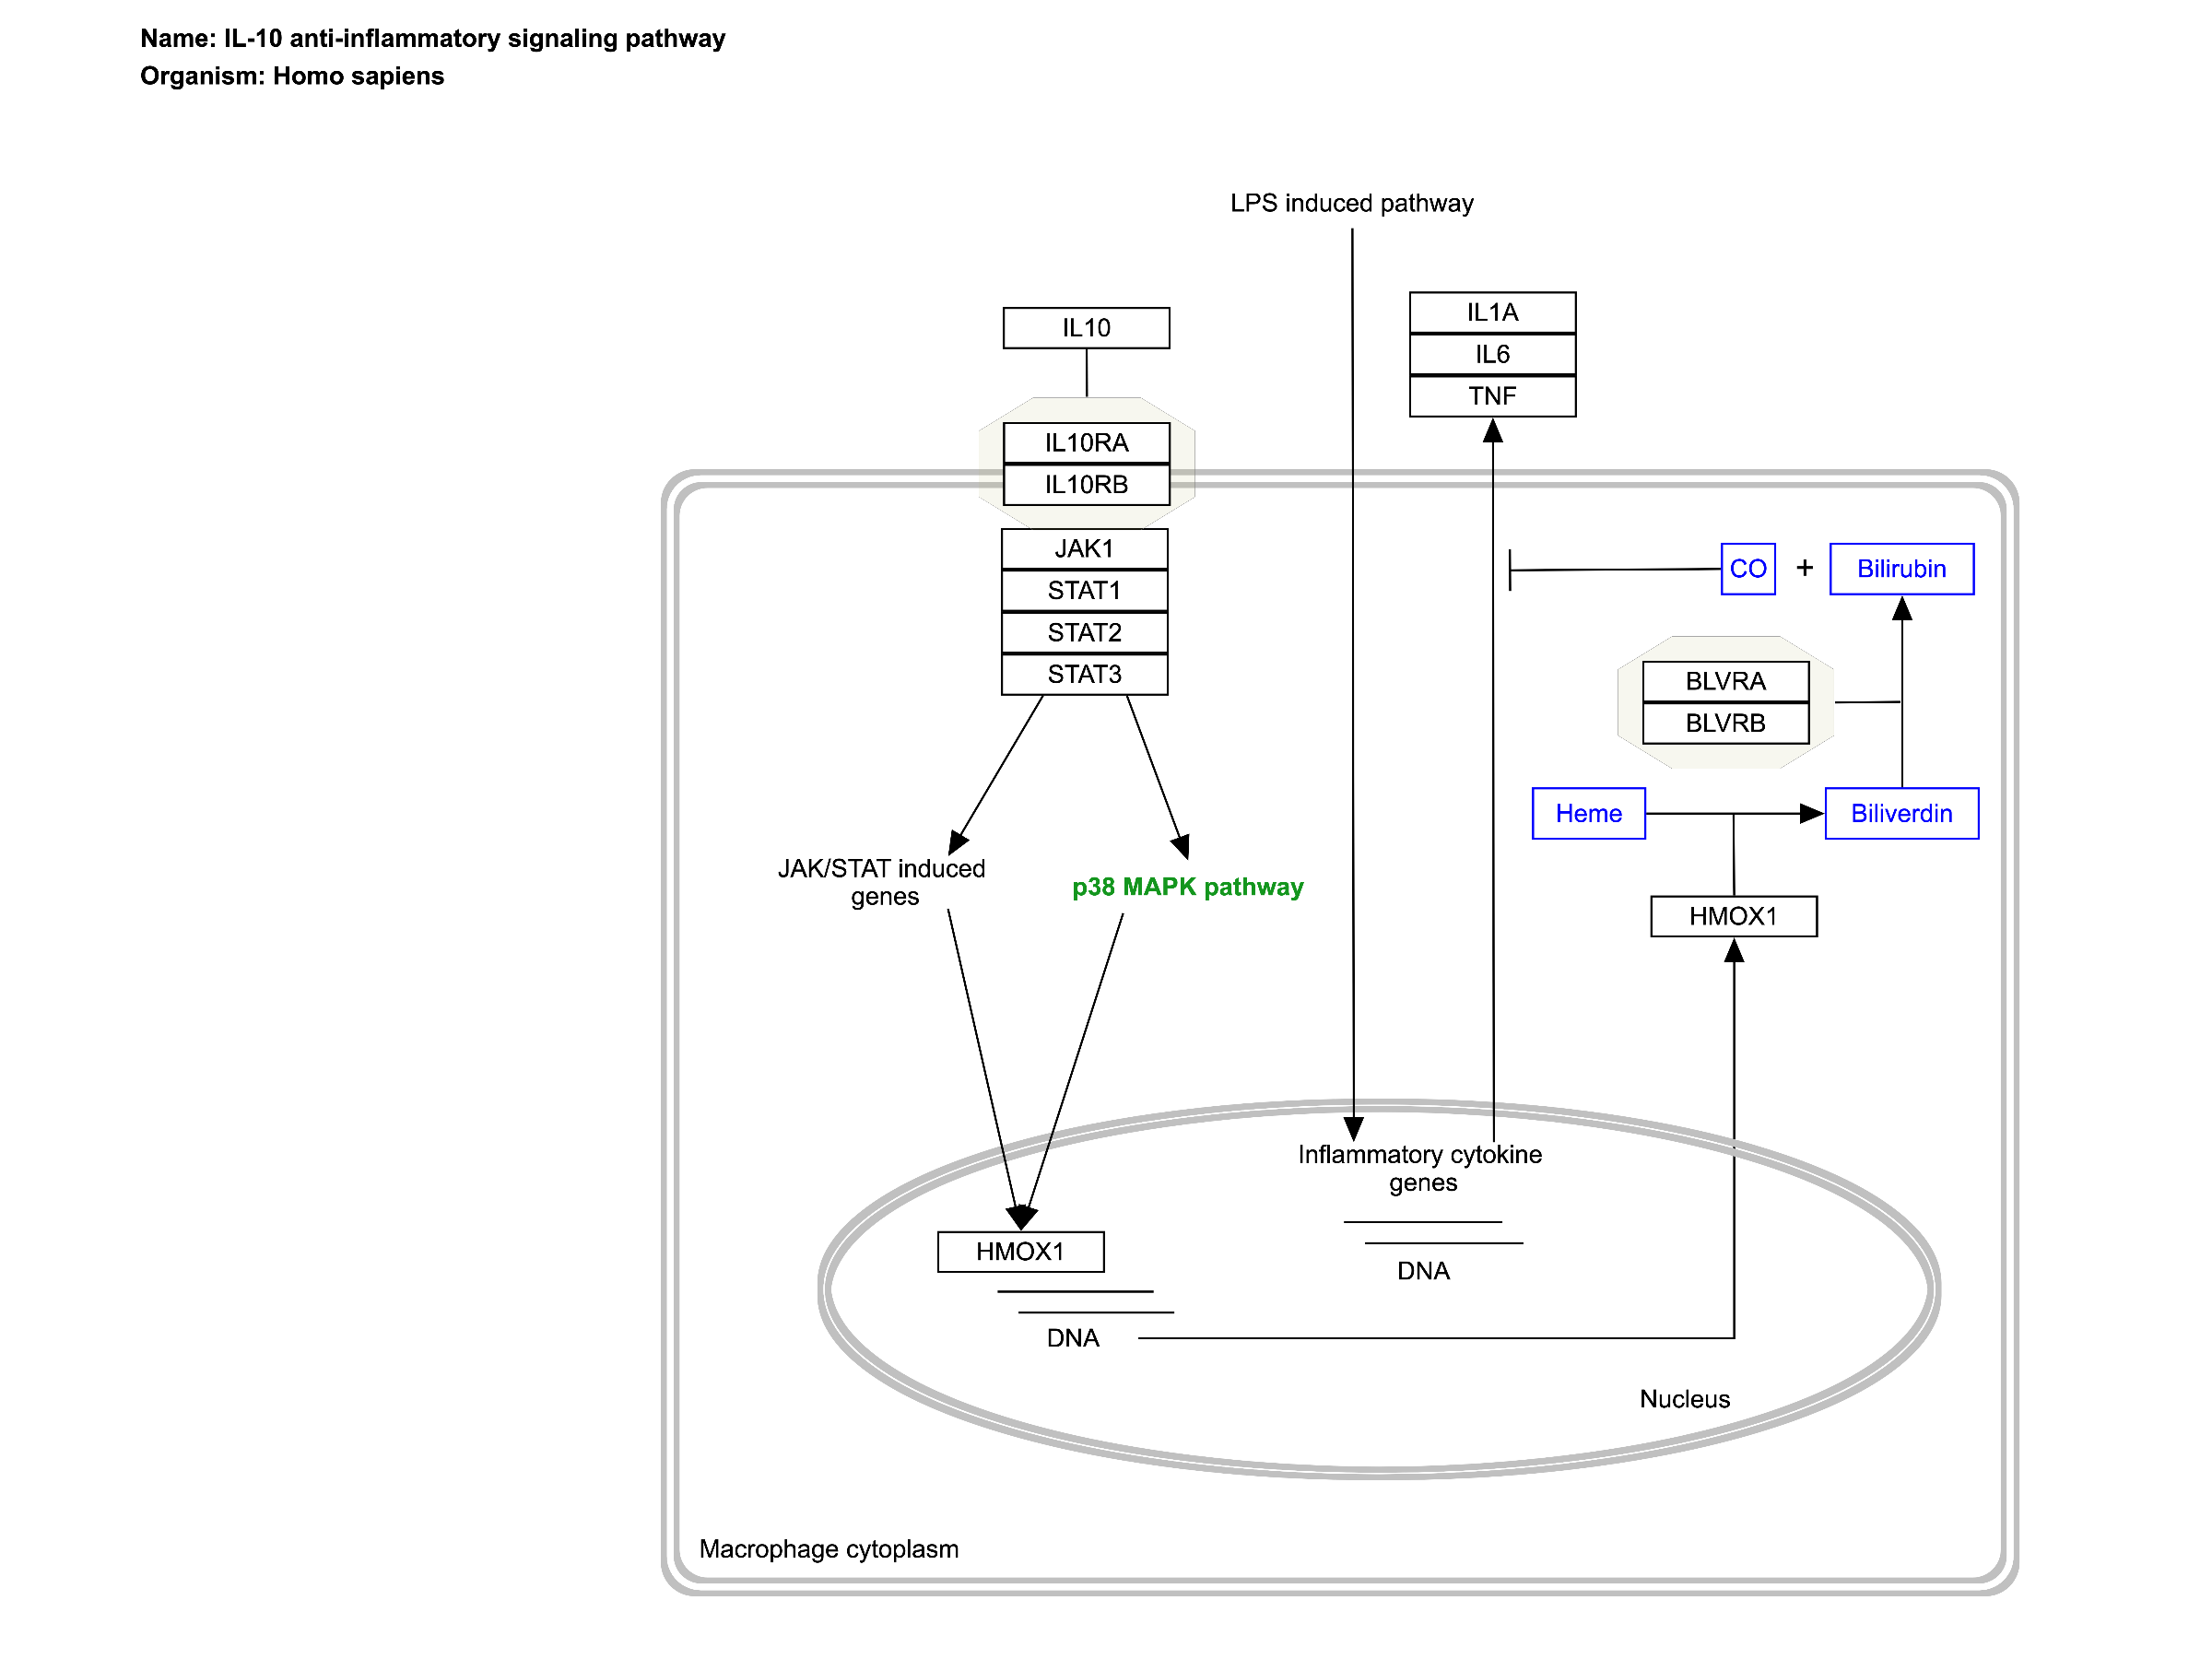 Name: IL-10 anti-inflammatory signaling pathway
Organism: Homo sapiens
LPS induced pathway
IL10
IL1A
IL6
TNF
IL10RA
IL10RB
JAK1
STAT1
STAT2
STAT3
CO + Bilirubin
BLVRA
BLVRB
Heme
Biliverdin
JAK/STAT induced
genes
p38 MAPK pathway
HMOX1
Inflammatory cytokine
genes
DNA
HMOX1
DNA
Nucleus
Macrophage cytoplasm